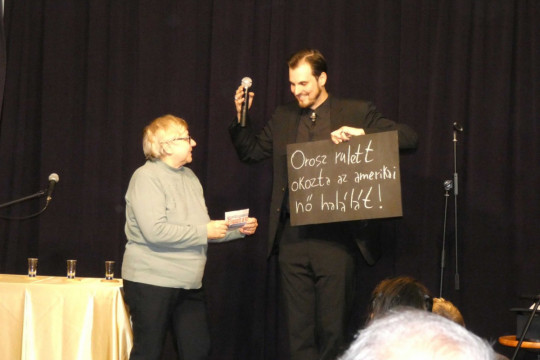 Orosz rulett
okozta az amerikai
nő halálát!